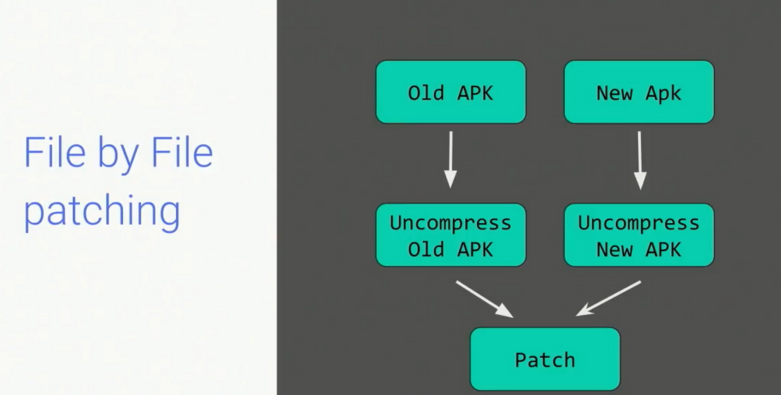 File by File
patching
Old APK
New Apk
Uncompress
Old APK
Uncompress
New APK
Patch